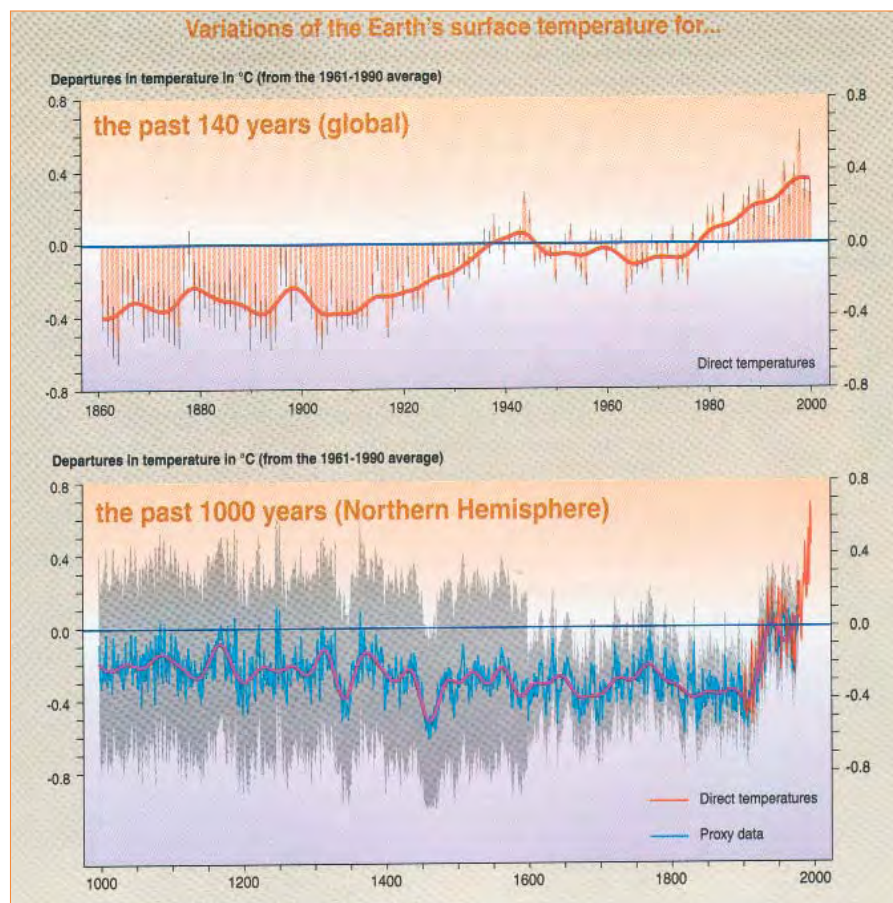 Variations of the Earth's surface temperature for...
Departures in temperature in °C (from the 1961-1990 average)
the past 140 years (global)
0.8
0.4
0.0
-0.4
-0.8
0.8
0.4
0.0
-0.4
-0.8
Direct temperatures
1860 1880 1900 1920 1940 1960 1980 2000
Departures in temperature in °C (from the 1961-1990 average)
the past 1000 years (Northern Hemisphere)
0.8
0.4
0.0
-0.4
-0.8
0.8
0.4
0.0
-0.4
-0.8
Direct temperatures
Proxy data
1000 1200 1400 1600 1800 2000